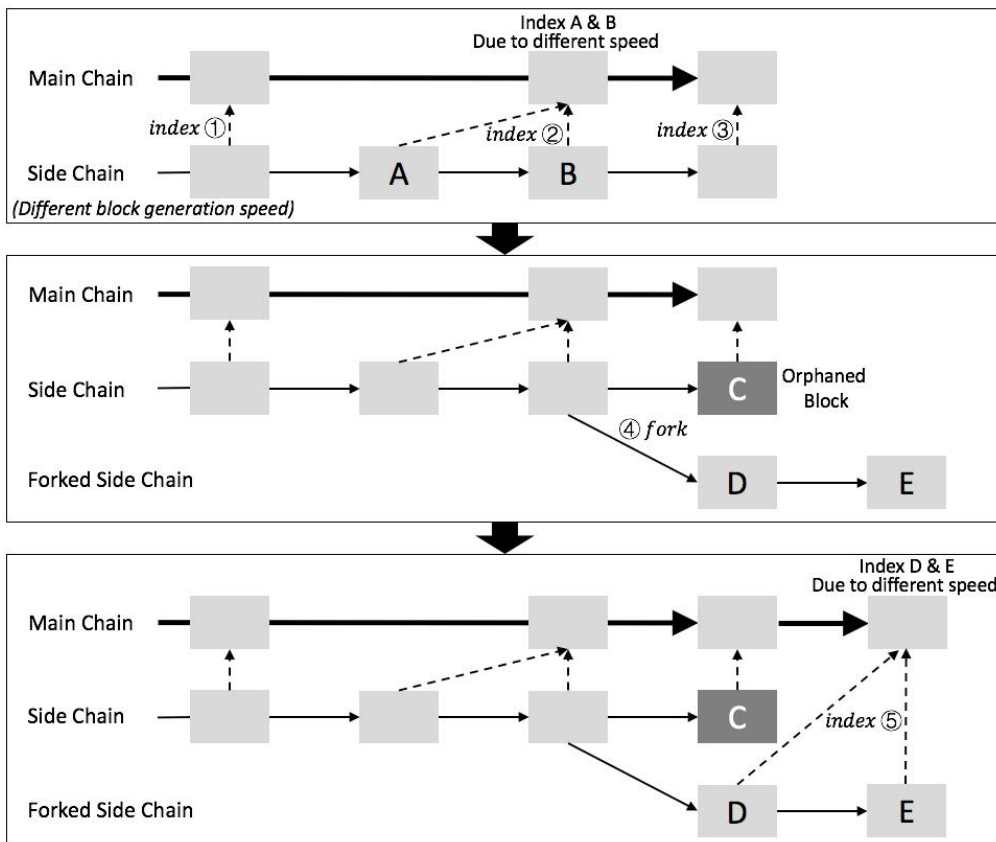 Index A & B
Due to different speed
Main Chain
index ①
index ②
index ③
Side Chain
A
B
(Different block generation speed)
Main Chain
Side Chain
C
Orphaned
Block
④ fork
Forked Side Chain
D
E
Index D & E
Due to different speed
Main Chain
Side Chain
C
index ⑤
Forked Side Chain
D
E